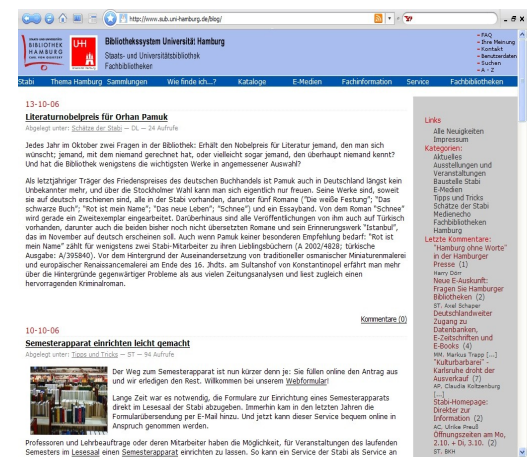 http://www.sub.uni-hamburg.de/blog/
STAATS- UND UNIVERSITÄTS
BIBLIOTHEK
HAMBURG
CARL VON OSSIETZKY
UHH
Universität Hamburg
Bibliothekssystem Universität Hamburg
Staats- und Universitätsbibliothek
Fachbibliotheken
- FAQ
- Ihre Meinung
- Kontakt
- Benutzerdaten
- Suchen
- A - Z
Stabi Thema Hamburg Sammlungen Wie finde ich...? Kataloge E-Medien Fachinformation Service Fachbibliotheken
13-10-06
Literaturnobelpreis für Orhan Pamuk
Abgelegt unter: Schätze der Stabi — DL — 24 Aufrufe
Jedes Jahr im Oktober zwei Fragen in der Bibliothek: Erhält den Nobelpreis für Literatur jemand, den man sich
wünscht; jemand, mit dem niemand gerechnet hat, oder vielleicht sogar jemand, den überhaupt niemand kennt?
Und hat die Bibliothek wenigstens die wichtigsten Werke in angemessener Auswahl?
Als letztjähriger Träger des Friedenspreises des deutschen Buchhandels ist Pamuk auch in Deutschland längst kein
Unbekannter mehr, und über die Stockholmer Wahl kann man sich eigentlich nur freuen. Seine Werke sind, soweit
sie auf deutsch erschienen sind, alle in der Stabi vorhanden, darunter fünf Romane ("Die weiße Festung"; "Das
schwarze Buch"; "Rot ist mein Name"; "Das neue Leben"; "Schnee") und ein Essayband. Von dem Roman "Schnee"
wird gerade ein Zweitexemplar eingearbeitet. Darüberhinaus sind alle Veröffentlichungen von ihm auch auf Türkisch
vorhanden, darunter auch die beiden bisher noch nicht übersetzten Romane und sein Erinnerungswerk "Istanbul",
das im November auf deutsch erscheinen soll. Auch wenn Pamuk keiner besonderen Empfehlung bedarf: "Rot ist
mein Name" zählt für wenigstens zwei Stabi-Mitarbeiter zu ihren Lieblingsbüchern (A 2002/4828; türkische
Ausgabe: A/395840). Vor dem Hintergrund der Auseinandersetzung von traditioneller osmanischer Miniaturenmalerei
und europäischer Renaissancemalerei am Ende des 16. Jhdts. am Sultanshof von Konstantinopel erfährt man mehr
über die Hintergründe gegenwärtiger Probleme als aus vielen Zeitungsanalysen und liest zugleich einen
hervorragenden Kriminalroman.
Kommentare (0)
10-10-06
Semesterapparat einrichten leicht gemacht
Abgelegt unter: Tipps und Tricks — ST — 94 Aufrufe
Der Weg zum Semesterapparat ist nun kürzer denn je: Sie füllen online den Antrag aus
und wir erledigen den Rest. Willkommen bei unserem Webformular!
Lange Zeit war es notwendig, die Formulare zur Einrichtung eines Semesterapparats
direkt im Lesesaal der Stabi abzugeben. Immerhin kam in den letzten Jahren die
Formularübersendung per E-Mail hinzu. Und jetzt kann dieser Service bequem online in
Anspruch genommen werden.
Professoren und Lehrbeauftrage oder deren Mitarbeiter haben die Möglichkeit, für Veranstaltungen des laufenden
Semesters im Lesesaal einen Semesterapparat einrichten zu lassen. So kann ein Service der Stabi als Service an
Links
Alle Neuigkeiten
Impressum
Kategorien:
Aktuelles
Ausstellungen und
Veranstaltungen
Baustelle Stabi
E-Medien
Tipps und Tricks
Schätze der Stabi
Medienecho
Fachbibliotheken
Hamburg
Letzte Kommentare:
"Hamburg ohne Worte"
in der Hamburger
Presse (1)
Harry Dörr
Neue E-Auskunft:
Fragen Sie Hamburger
Bibliotheken (2)
ST, Axel Schaper
Deutschlandweiter
Zugang zu
Datenbanken,
E-Zeitschriften und
E-Books (4)
MM, Markus Trapp [...]
"Kulturbarbarei" -
Karlsruhe droht der
Ausverkauf (7)
AP, Claudia Koltzenburg
[...]
Stabi-Homepage:
Direkter zur
Information (2)
AC, Ulrike Preuß
Öffnungszeiten am Mo,
2.10. + Di, 3.10. (2)
ST, BKH